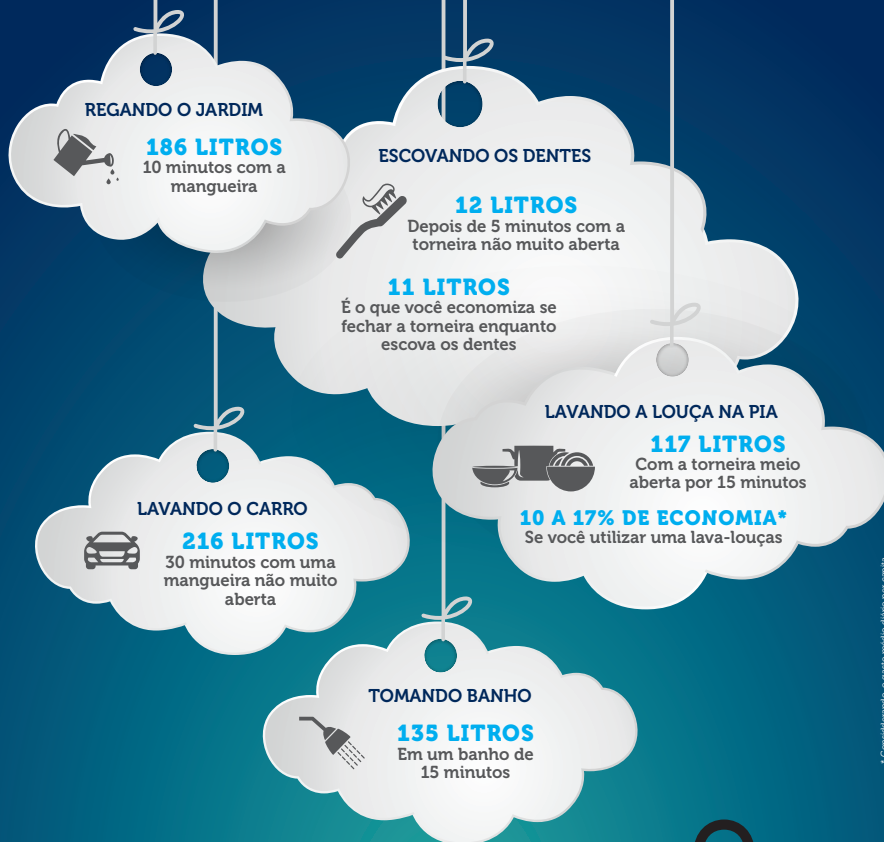 REGANDO O JARDIM
186 LITROS
10 minutos com a
mangueira
ESCOVANDO OS DENTES
12 LITROS
Depois de 5 minutos com a
torneira não muito aberta
11 LITROS
É o que você economiza se
fechar a torneira enquanto
escova os dentes
LAVANDO A LOUÇA NA PIA
117 LITROS
Com a torneira meio
aberta por 15 minutos
10 A 17% DE ECONOMIA*
Se você utilizar uma lava-louças
LAVANDO O CARRO
216 LITROS
30 minutos com uma
mangueira não muito
aberta
TOMANDO BANHO
135 LITROS
Em um banho de
15 minutos